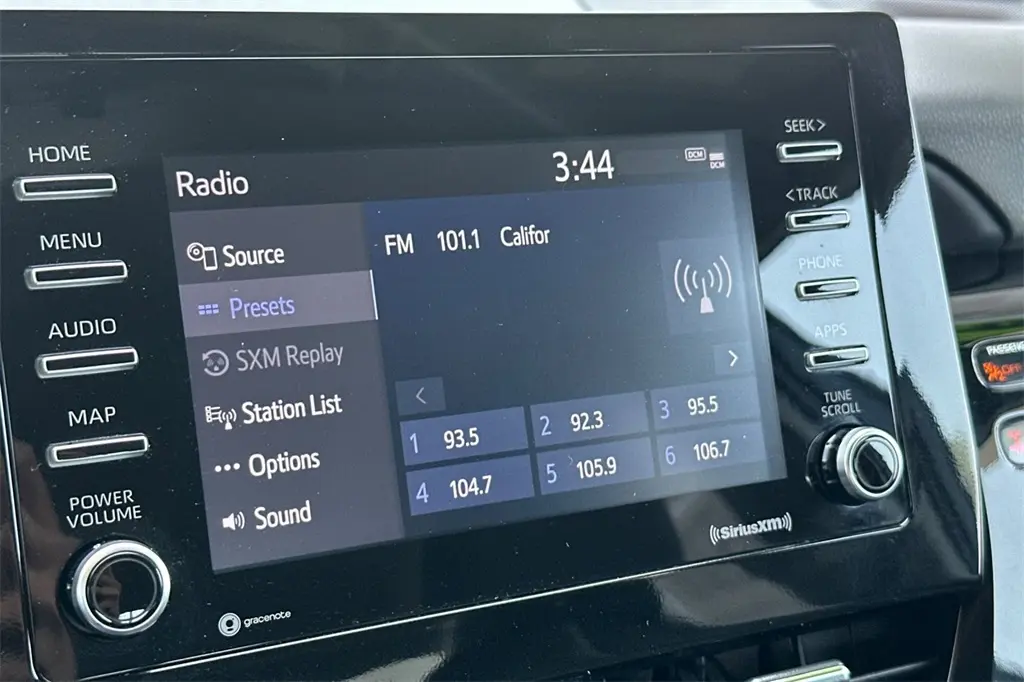 HOME
MENU
AUDIO
MAP
POWER
VOLUME
Radio
3:44
DCM
DCM
Source
Presets
SXM Replay
Station List
Options
Sound
FM 101.1 Califor
<
>
1 93.5
2 92.3
3 95.5
4 104.7
5 105.9
6 106.7
SEEK >
< TRACK
PHONE
APPS
TUNE
SCROLL
gracenote
SiriusXM
OFF